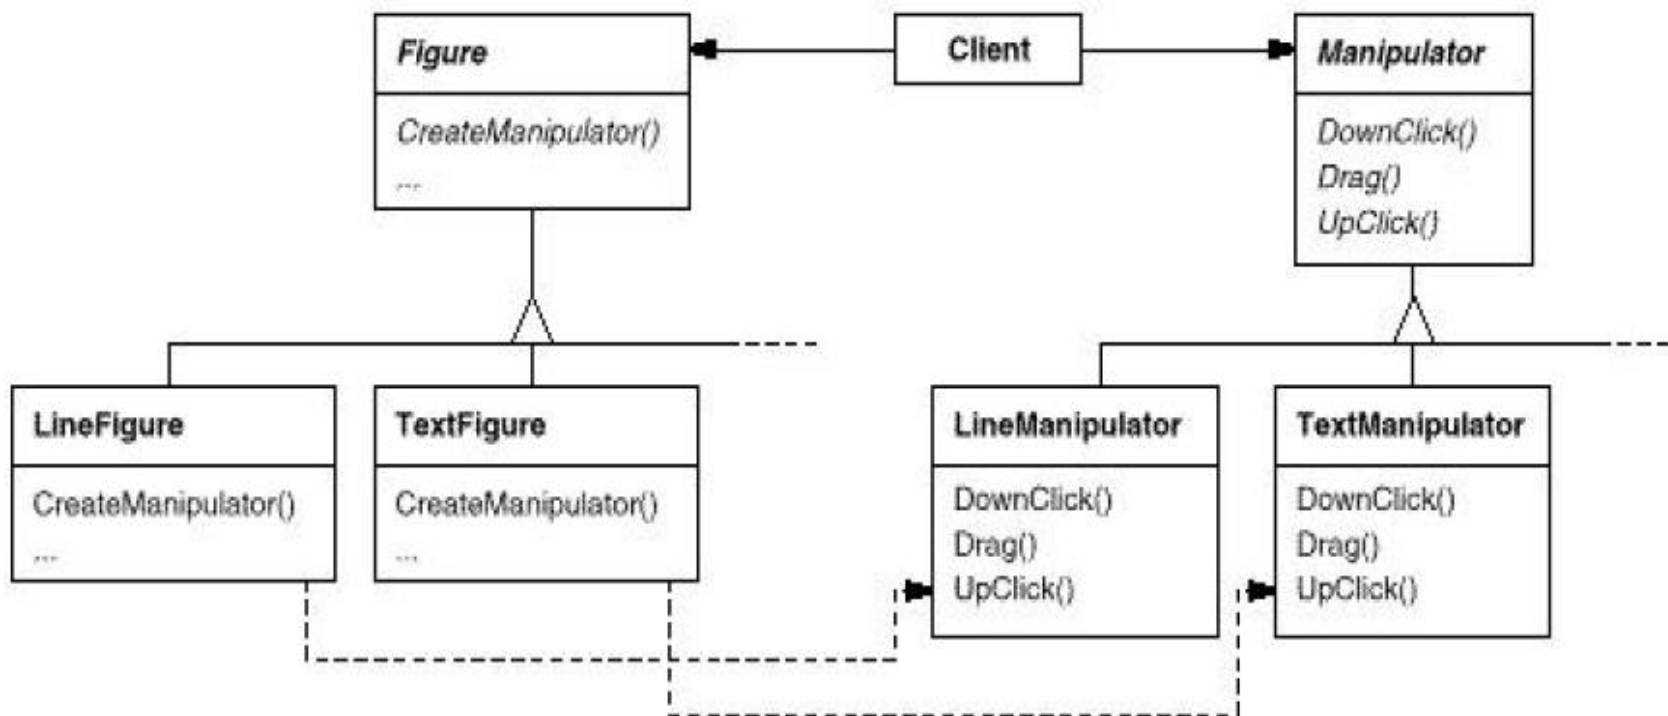 Figure
CreateManipulator()
...
Client
Manipulator
DownClick()
Drag()
UpClick()
LineFigure
CreateManipulator()
...
TextFigure
CreateManipulator()
...
LineManipulator
DownClick()
Drag()
UpClick()
TextManipulator
DownClick()
Drag()
UpClick()